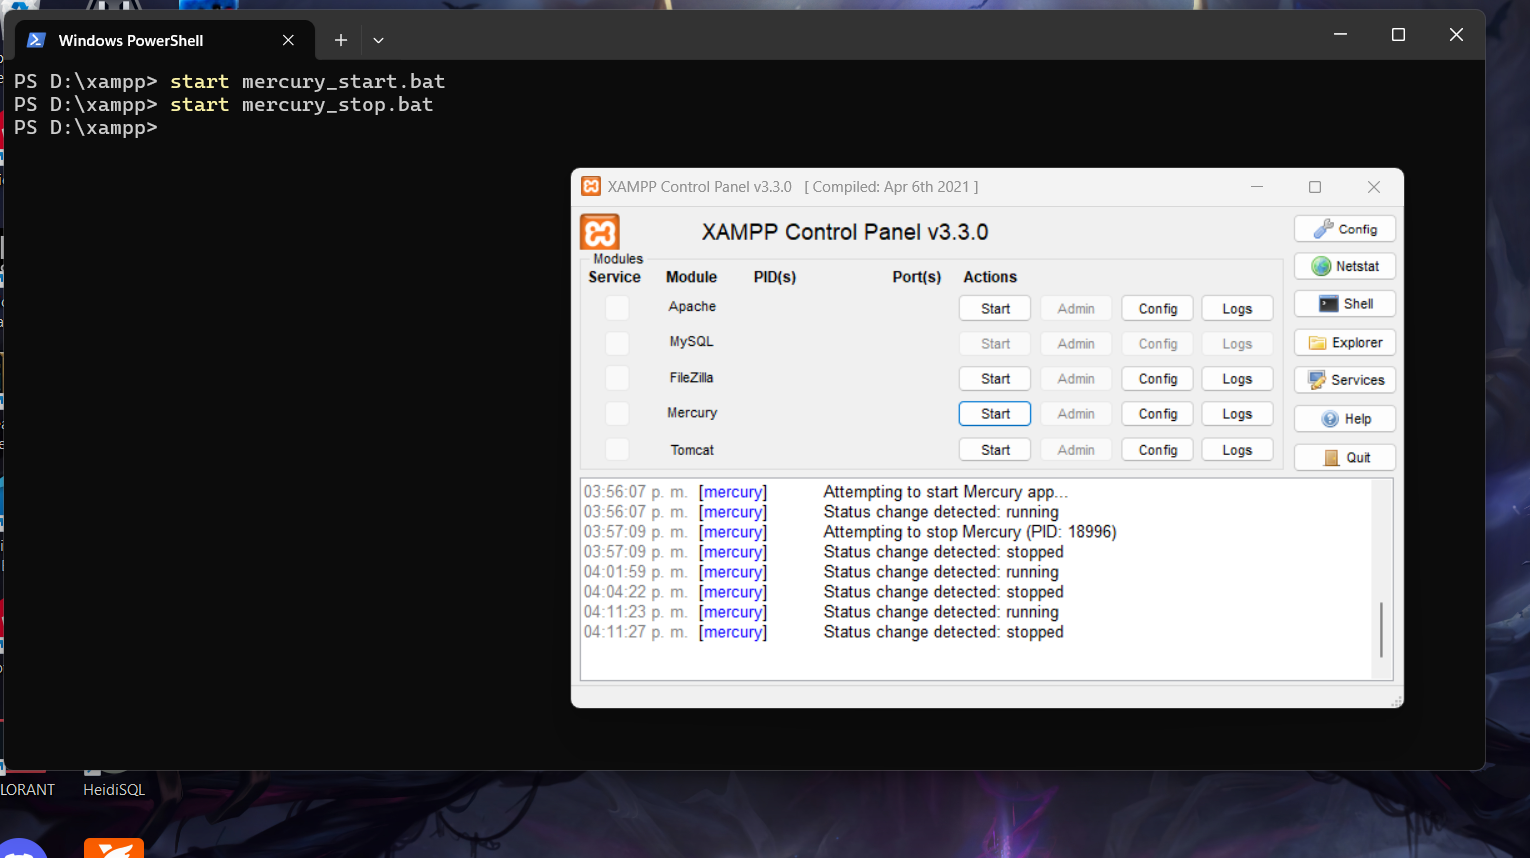 Windows PowerShell
PS D:\xampp> start mercury_start.bat
PS D:\xampp> start mercury_stop.bat
PS D:\xampp>
XAMPP Control Panel v3.3.0 [ Compiled: Apr 6th 2021 ]
XAMPP Control Panel v3.3.0
Config
Modules
Service Module PID(s) Port(s) Actions
Netstat
Apache Start Admin Config Logs
Shell
MySQL Start Admin Config Logs
Explorer
FileZilla Start Admin Config Logs
Services
Mercury Start Admin Config Logs
Help
Tomcat Start Admin Config Logs
Quit
03:56:07 p. m. [mercury] Attempting to start Mercury app...
03:56:07 p. m. [mercury] Status change detected: running
03:57:09 p. m. [mercury] Attempting to stop Mercury (PID: 18996)
03:57:09 p. m. [mercury] Status change detected: stopped
04:01:59 p. m. [mercury] Status change detected: running
04:04:22 p. m. [mercury] Status change detected: stopped
04:11:23 p. m. [mercury] Status change detected: running
04:11:27 p. m. [mercury] Status change detected: stopped
LORANT HeidiSQL